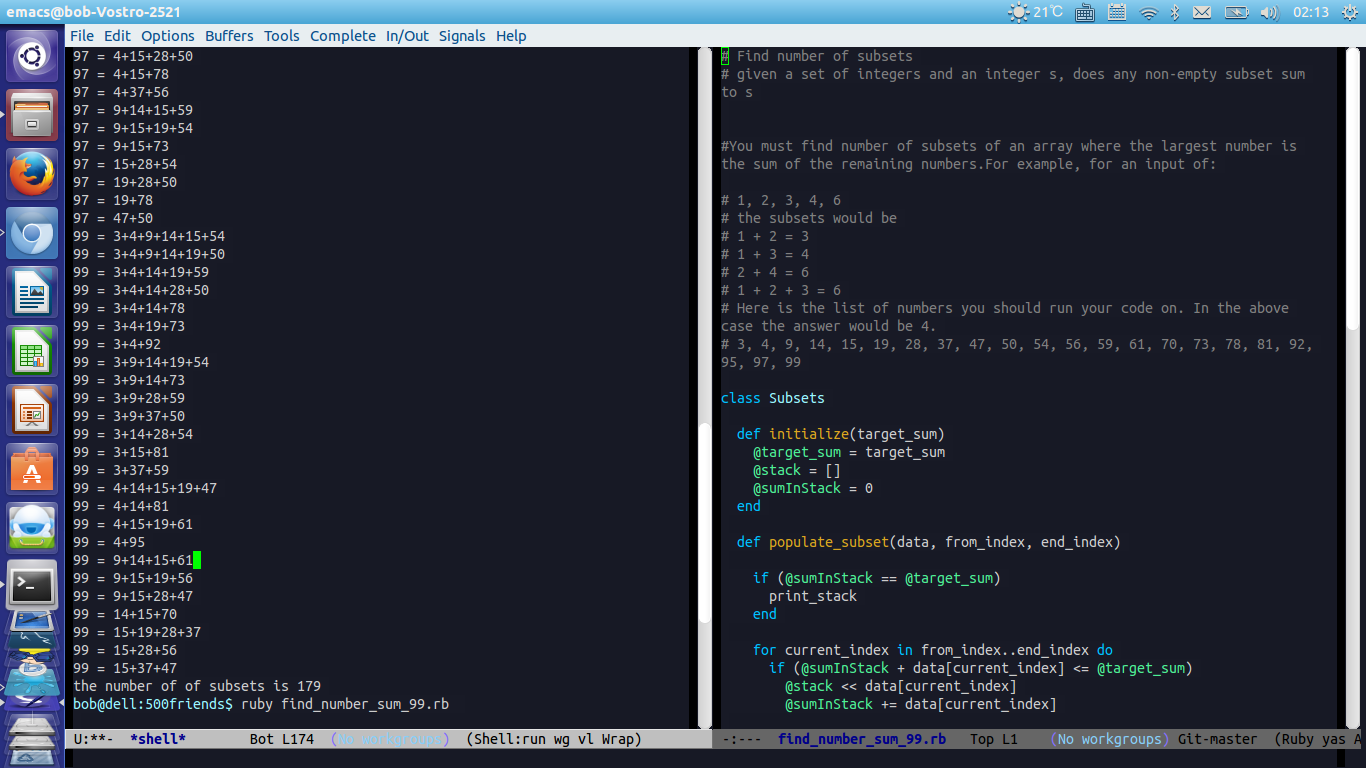 emacs@bob-Vostro-2521
21°C
02:13
File Edit Options Buffers Tools Complete In/Out Signals Help
97 = 4+15+28+50
97 = 4+15+78
97 = 4+37+56
97 = 9+14+15+59
97 = 9+15+19+54
97 = 9+15+73
97 = 15+28+54
97 = 19+28+50
97 = 19+78
97 = 47+50
99 = 3+4+9+14+15+54
99 = 3+4+9+14+19+50
99 = 3+4+14+19+59
99 = 3+4+14+28+50
99 = 3+4+14+78
99 = 3+4+19+73
99 = 3+4+92
99 = 3+9+14+19+54
99 = 3+9+14+73
99 = 3+9+28+59
99 = 3+9+37+50
99 = 3+14+28+54
99 = 3+15+81
99 = 3+37+59
99 = 4+14+15+19+47
99 = 4+14+81
99 = 4+15+19+61
99 = 4+95
99 = 9+14+15+61
99 = 9+15+19+56
99 = 9+15+28+47
99 = 14+15+70
99 = 15+19+28+37
99 = 15+28+56
99 = 15+37+47
the number of of subsets is 179
bob@dell:500friends$ ruby find_number_sum_99.rb
U:**- *shell* Bot L174 (No workgroups) (Shell:run wg vl Wrap)
# Find number of subsets
# given a set of integers and an integer s, does any non-empty subset sum
to s
#You must find number of subsets of an array where the largest number is
the sum of the remaining numbers.For example, for an input of:
# 1, 2, 3, 4, 6
# the subsets would be
# 1 + 2 = 3
# 1 + 3 = 4
# 2 + 4 = 6
# 1 + 2 + 3 = 6
# Here is the list of numbers you should run your code on. In the above
case the answer would be 4.
# 3, 4, 9, 14, 15, 19, 28, 37, 47, 50, 54, 56, 59, 61, 70, 73, 78, 81, 92,
95, 97, 99
class Subsets
def initialize(target_sum)
@target_sum = target_sum
@stack = []
@sumInStack = 0
end
def populate_subset(data, from_index, end_index)
if (@sumInStack == @target_sum)
print_stack
end
for current_index in from_index..end_index do
if (@sumInStack + data[current_index] <= @target_sum)
@stack << data[current_index]
@sumInStack += data[current_index]
-:--- find_number_sum_99.rb Top L1 (No workgroups) Git-master (Ruby yas A